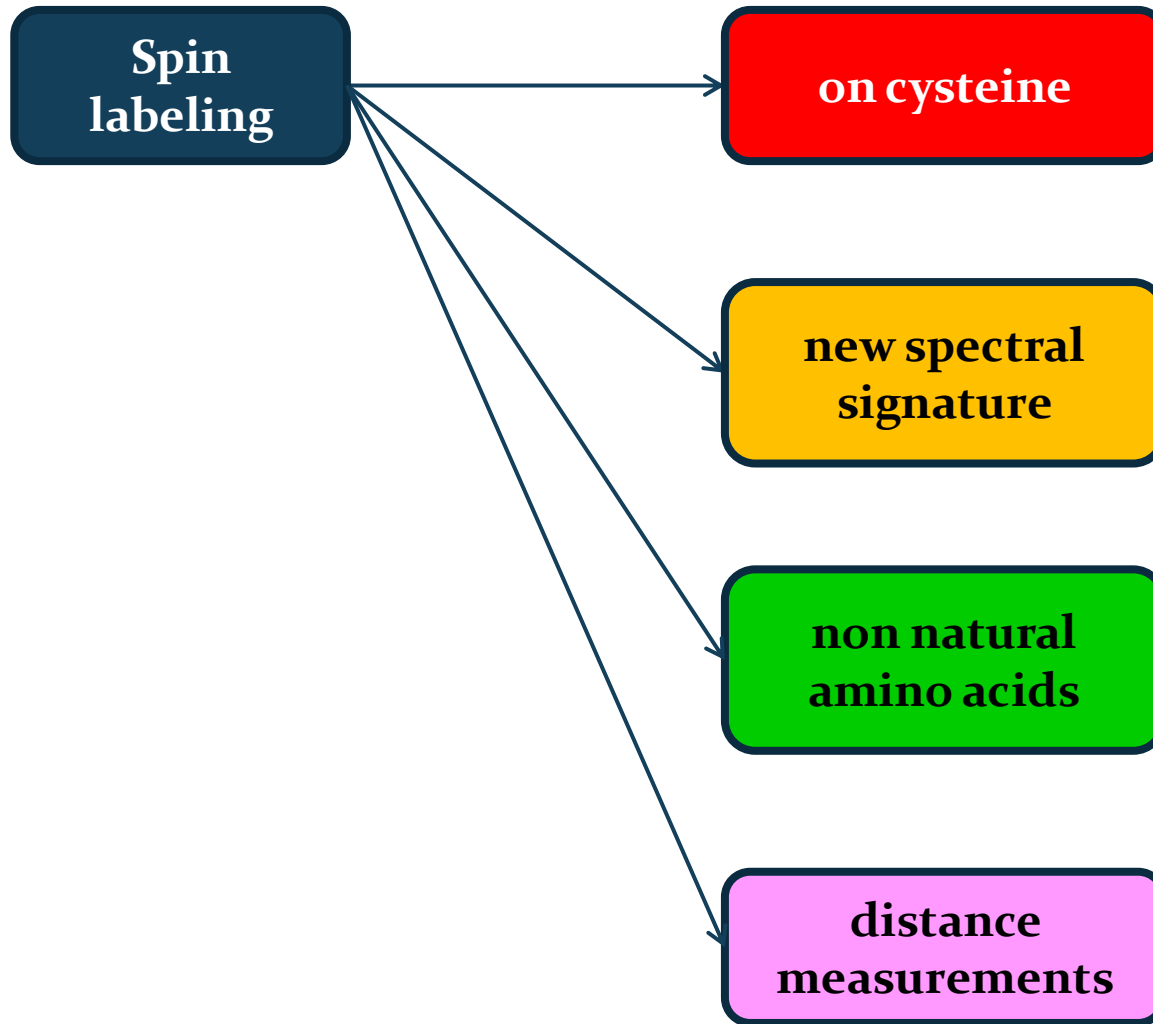 Spin
labeling
on cysteine
new spectral
signature
non natural
amino acids
distance
measurements